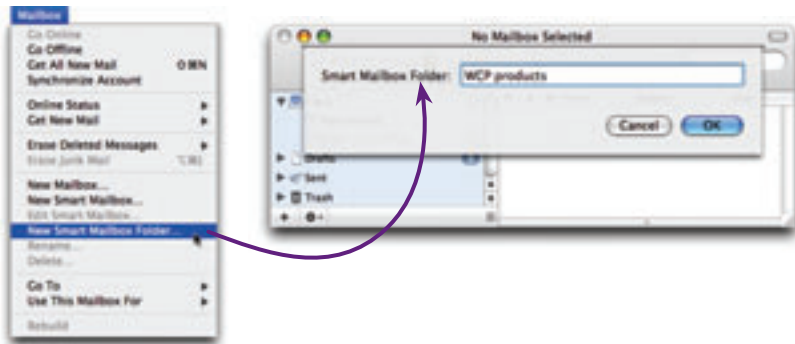 Mailbox
Go Online
Go Offline
Get All New Mail ⇧⌘N
Synchronize Account
Online Status
Get New Mail
Erase Deleted Messages
Erase Junk Mail ⌥⌘J
New Mailbox...
New Smart Mailbox...
Edit Smart Mailbox...
New Smart Mailbox Folder...
Rename...
Delete...
Go To
Use This Mailbox For
Rebuild
No Mailbox Selected
Smart Mailbox Folder: WCP products
Cancel OK
Drafts
Sent
Trash